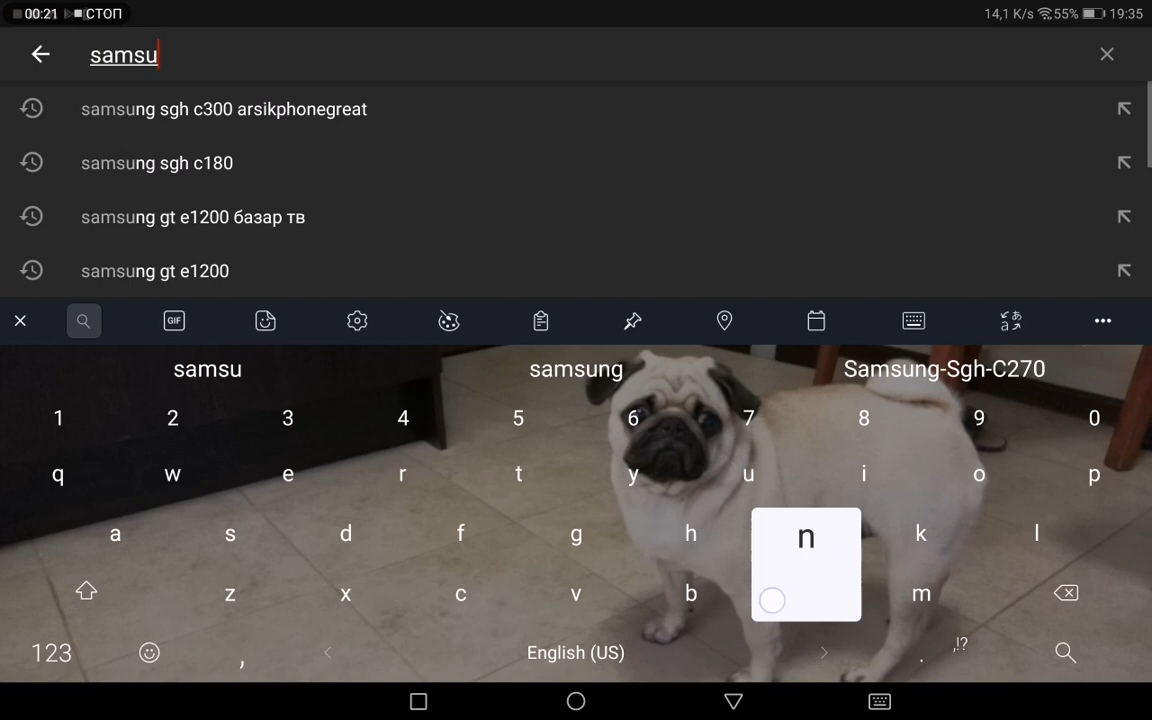 00:21 СТОП 14,1 K/s 55% 19:35
samsu
samsung sgh c300 arsikphonegreat
samsung sgh c180
samsung gt e1200 базар тв
samsung gt e1200
GIF
samsu samsung Samsung-Sgh-C270
1 2 3 4 5 6 7 8 9 0
q w e r t y u i o p
a s d f g h n k l
z x c v b m
123 , English (US) . ,!?